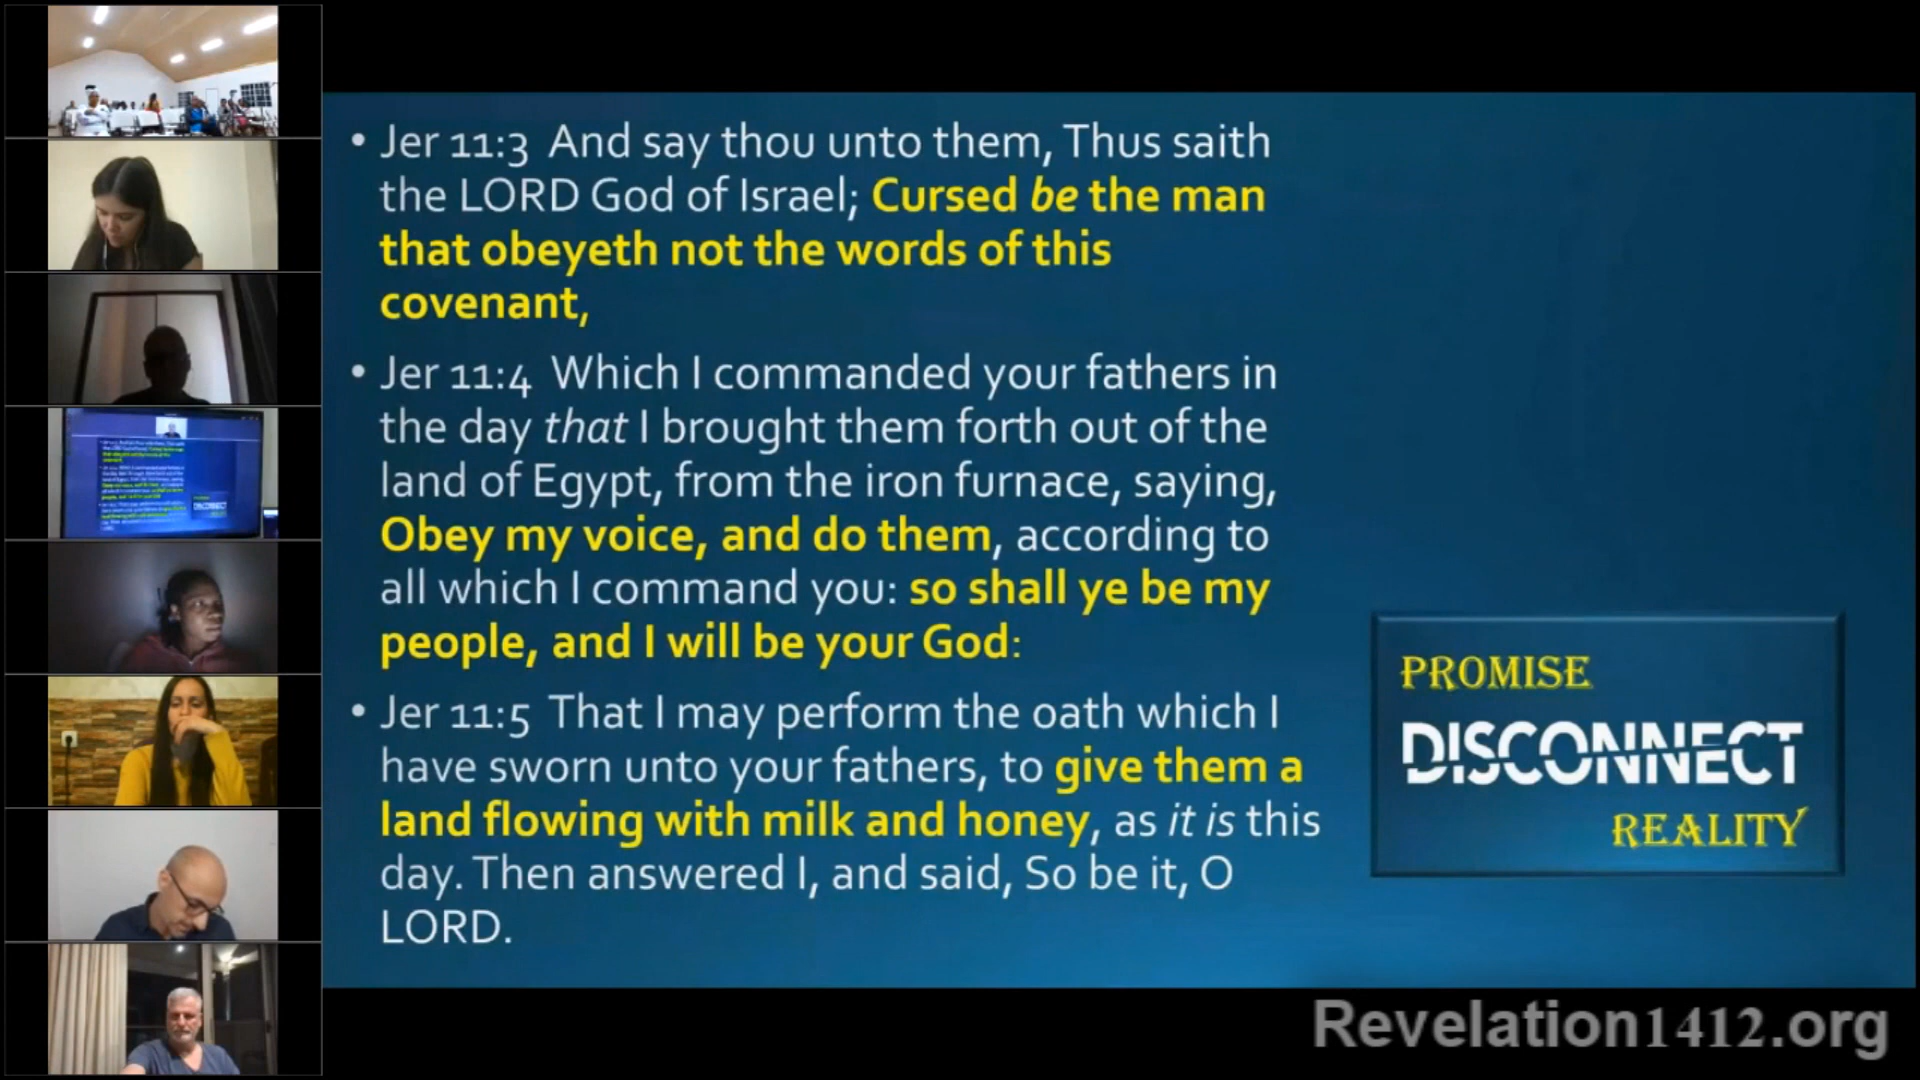 • Jer 11:3 And say thou unto them, Thus saith
the LORD God of Israel; Cursed be the man
that obeyeth not the words of this
covenant,
• Jer 11:4 Which I commanded your fathers in
the day that I brought them forth out of the
land of Egypt, from the iron furnace, saying,
Obey my voice, and do them, according to
all which I command you: so shall ye be my
people, and I will be your God:
• Jer 11:5 That I may perform the oath which I
have sworn unto your fathers, to give them a
land flowing with milk and honey, as it is this
day. Then answered I, and said, So be it, O
LORD.
PROMISE
DISCONNECT
REALITY
Revelation1412.org